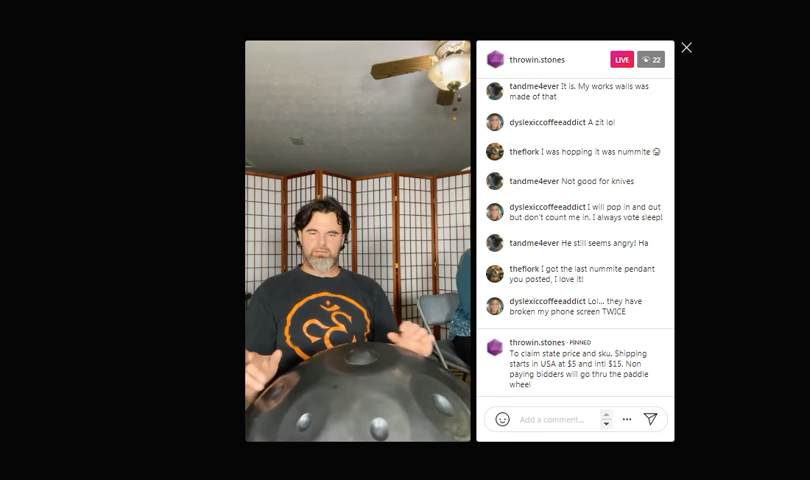 throwin.stones
LIVE
22
tandme4ever It is. My works walls was
made of that
dyslexiccoffeeaddict A zit lol
theflork I was hopping it was nummite
tandme4ever Not good for knives
dyslexiccoffeeaddict I will pop in and out
but don't count me in. I always vote sleep!
tandme4ever He still seems angry! Ha
theflork I got the last nummite pendant
you posted, I love it!
dyslexiccoffeeaddict Lol... they have
broken my phone screen TWICE
throwin.stones · PINNED
To claim state price and sku. Shipping
starts in USA at $5 and intl $15. Non
paying bidders will go thru the paddle
wheel
Add a comment...